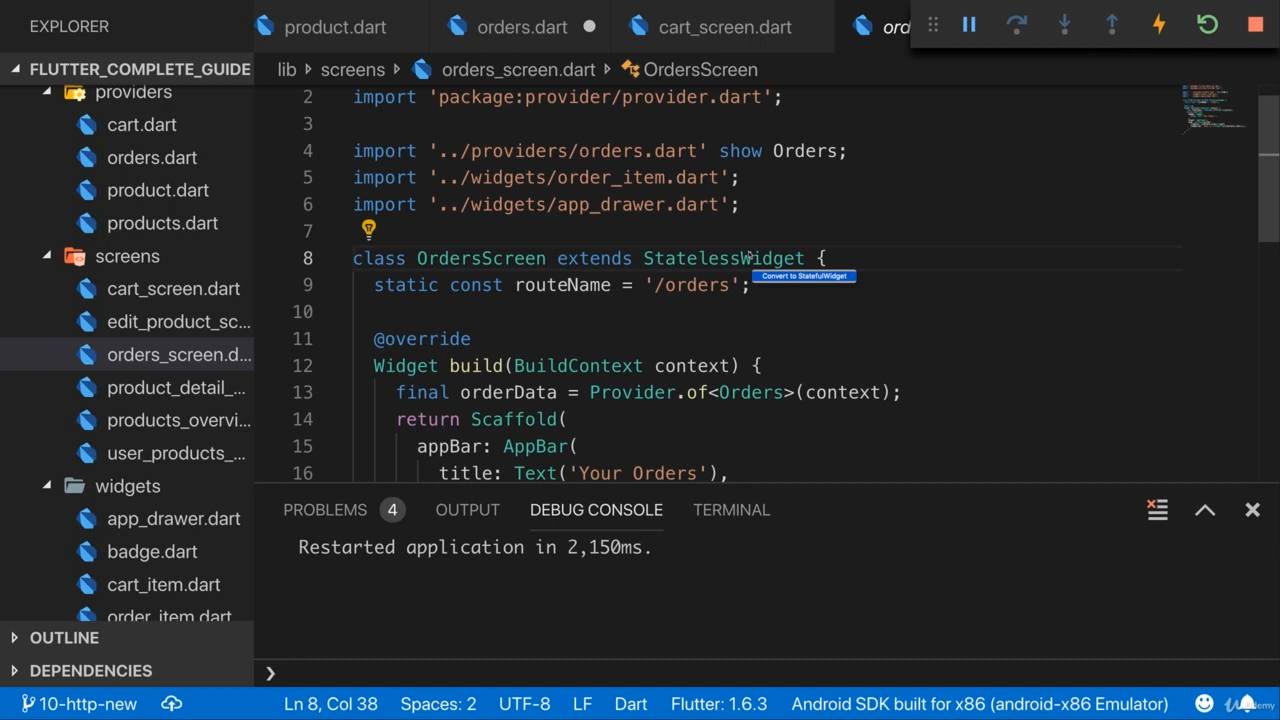 EXPLORER
product.dart
orders.dart
cart_screen.dart
ord
FLUTTER_COMPLETE_GUIDE
providers
cart.dart
orders.dart
product.dart
products.dart
screens
cart_screen.dart
edit_product_sc...
orders_screen.d...
product_detail_...
products_overvi...
user_products_...
widgets
app_drawer.dart
badge.dart
cart_item.dart
order_item.dart
OUTLINE
DEPENDENCIES
lib screens orders_screen.dart OrdersScreen
2 import 'package:provider/provider.dart';
3
4 import '../providers/orders.dart' show Orders;
5 import '../widgets/order_item.dart';
6 import '../widgets/app_drawer.dart';
7
8 class OrdersScreen extends StatelessWidget {
Convert to StatefulWidget
9 static const routeName = '/orders';
10
11 @override
12 Widget build(BuildContext context) {
13 final orderData = Provider.of<Orders>(context);
14 return Scaffold(
15 appBar: AppBar(
16 title: Text('Your Orders'),
PROBLEMS 4 OUTPUT DEBUG CONSOLE TERMINAL
Restarted application in 2,150ms.
10-http-new
Ln 8, Col 38 Spaces: 2 UTF-8 LF Dart Flutter: 1.6.3 Android SDK built for x86 (android-x86 Emulator)
Udemy